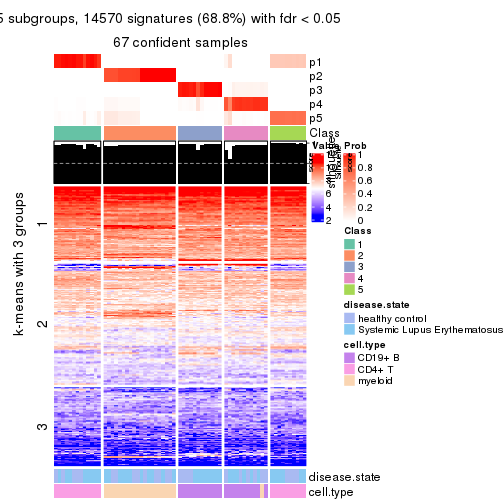 5 subgroups, 14570 signatures (68.8%) with fdr < 0.05
67 confident samples
p1
p2
p3
p4
p5
Class
Value
Prob
1
0.8
0.6
0.4
0.2
0
6
4
2
silhouette
score
k-means with 3 groups
1
2
3
Class
1
2
3
4
5
disease.state
healthy control
Systemic Lupus Erythematosus
cell.type
CD19+ B
CD4+ T
myeloid
disease.state
cell.type